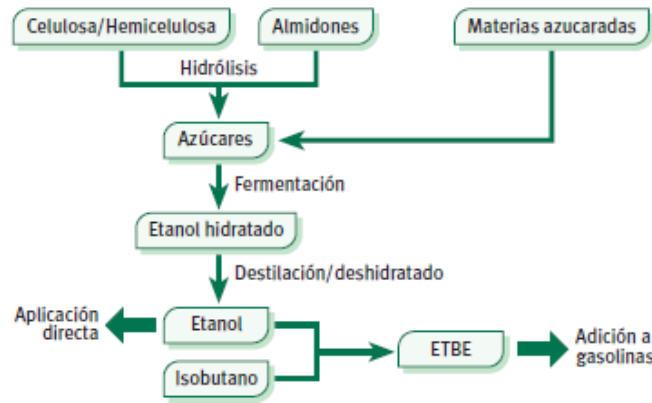 Celulosa/Hemicelulosa
Almidones
Materias azucaradas
Hidrólisis
Azúcares
Fermentación
Etanol hidratado
Destilación/deshidratado
Aplicación
directa
Etanol
Isobutano
ETBE
Adición a
gasolinas